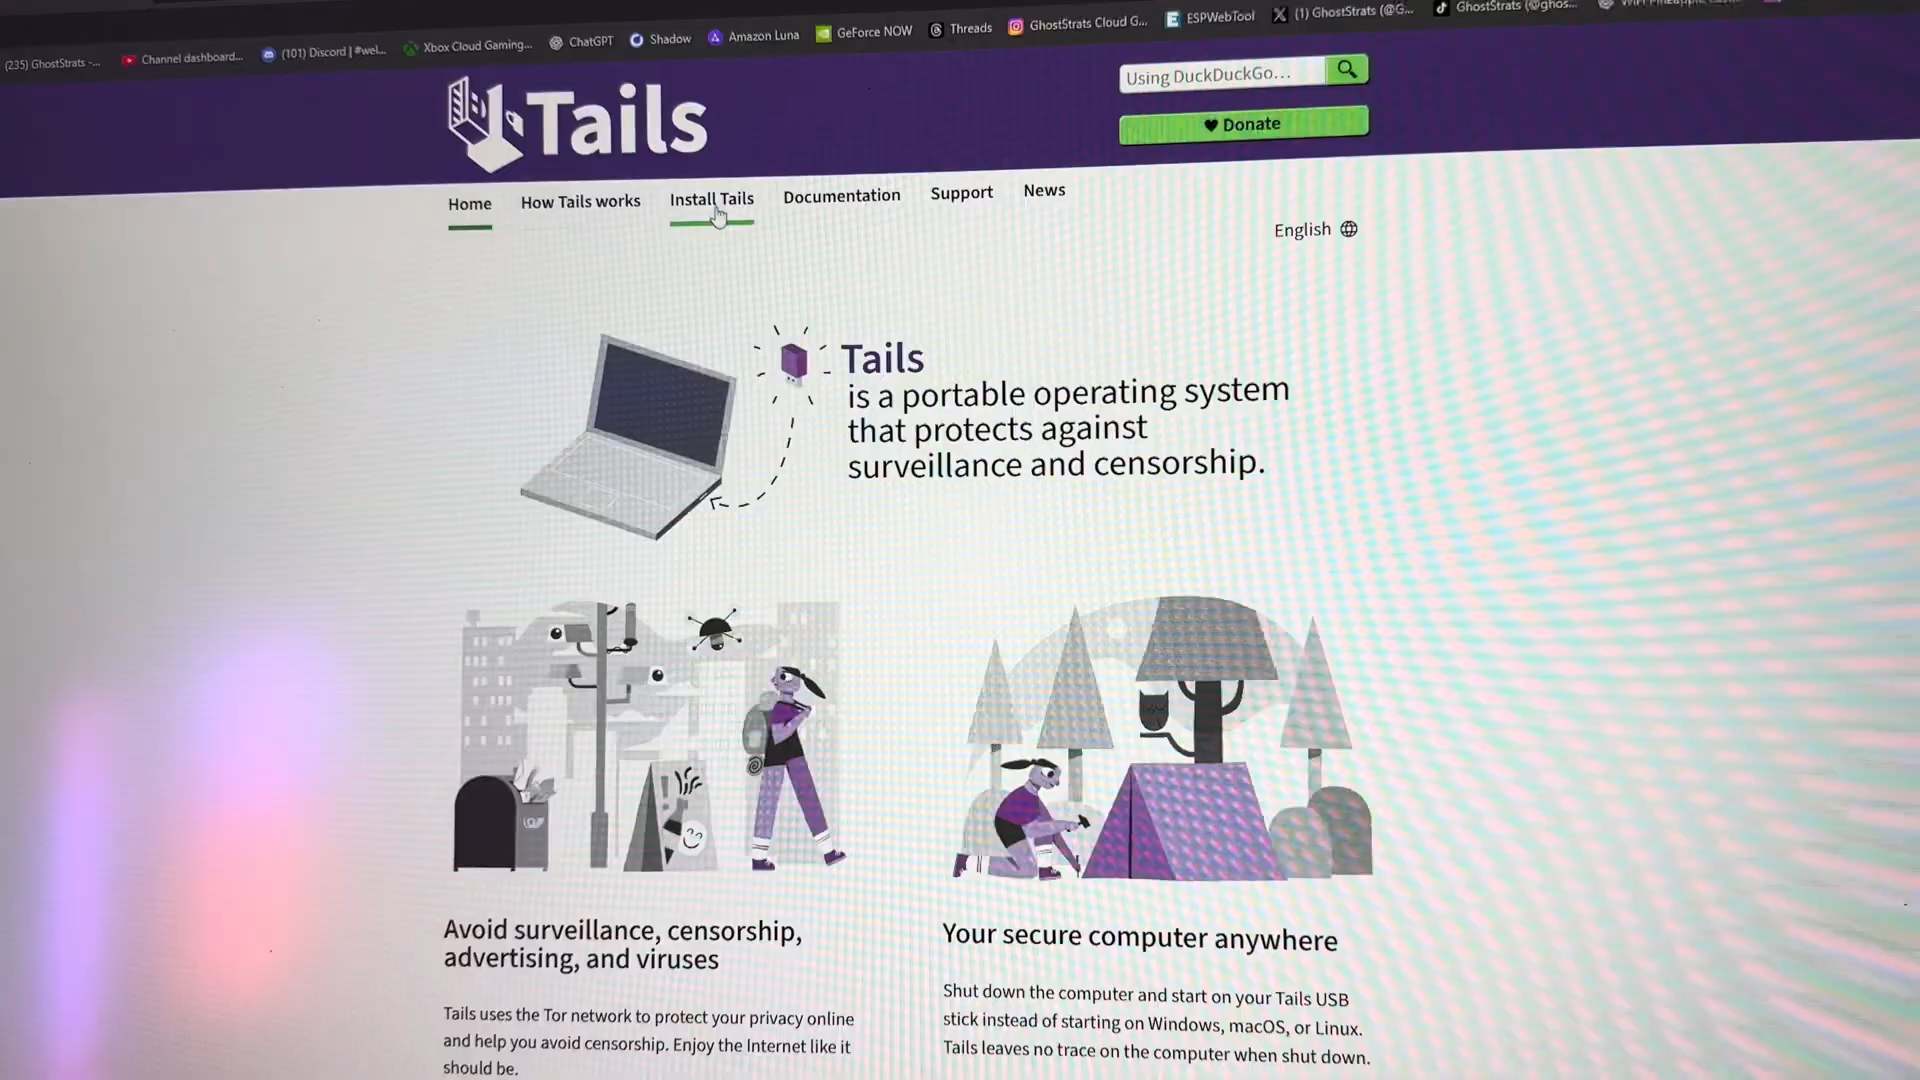 (235) GhostStrats -...
Channel dashboard...
(101) Discord | #wel...
Xbox Cloud Gaming...
ChatGPT
Shadow
Amazon Luna
GeForce NOW
Threads
GhostStrats Cloud G...
ESPWebTool
(1) GhostStrats (@G...
GhostStrats (@ghos...
Tails
Using DuckDuckGo...
Donate
Home
How Tails works
Install Tails
Documentation
Support
News
English
Tails
is a portable operating system
that protects against
surveillance and censorship.
Avoid surveillance, censorship,
advertising, and viruses
Tails uses the Tor network to protect your privacy online
and help you avoid censorship. Enjoy the Internet like it
should be.
Your secure computer anywhere
Shut down the computer and start on your Tails USB
stick instead of starting on Windows, macOS, or Linux.
Tails leaves no trace on the computer when shut down.